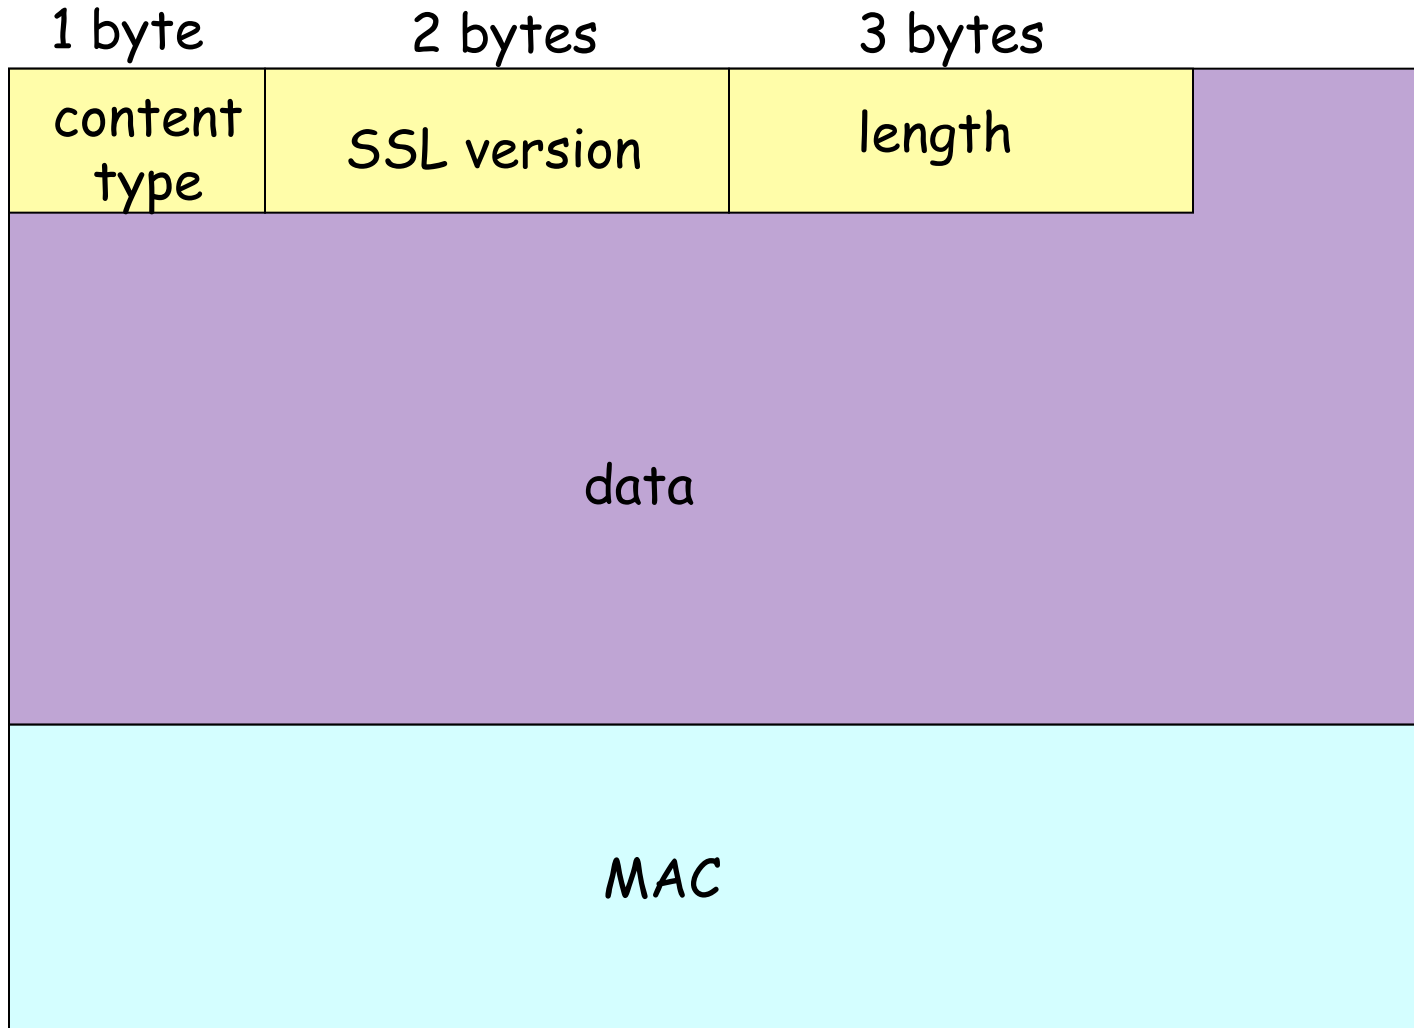 1 byte 2 bytes 3 bytes
content
type
SSL version
length
data
MAC